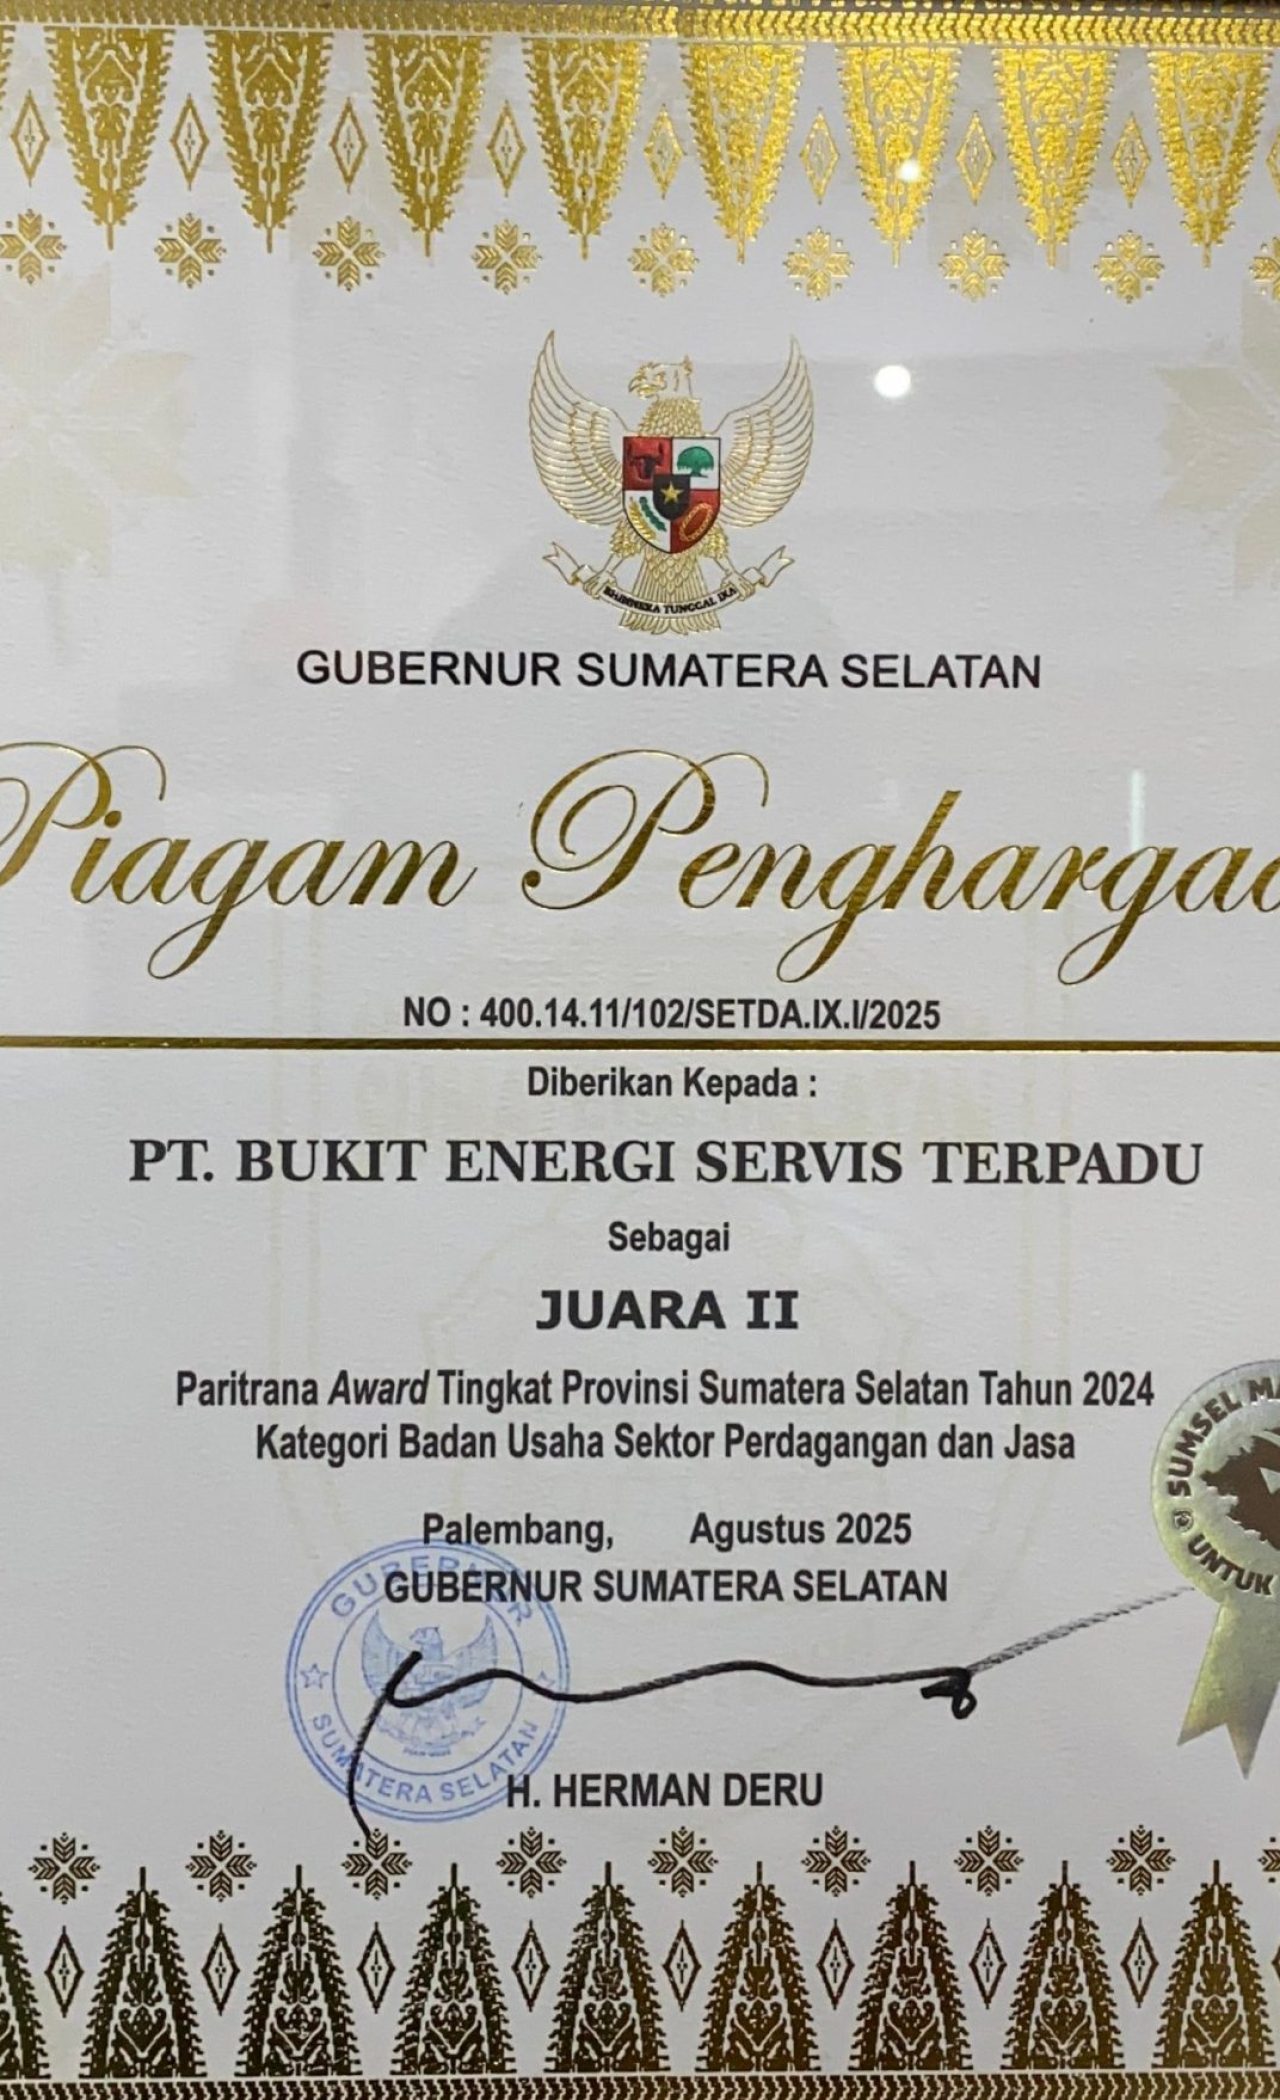 BHINNEKA TUNGGAL IKA
GUBERNUR SUMATERA SELATAN
Piagam Pengharga
NO : 400.14.11/102/SETDA.IX.I/2025
Diberikan Kepada :
PT. BUKIT ENERGI SERVIS TERPADU
Sebagai
JUARA II
Paritrana Award Tingkat Provinsi Sumatera Selatan Tahun 2024
Kategori Badan Usaha Sektor Perdagangan dan Jasa
SUMSEL MA
UNTUK
Palembang, Agustus 2025
GUBERNUR SUMATERA SELATAN
GUBERNUR
SUMATERA SELATAN
H. HERMAN DERU